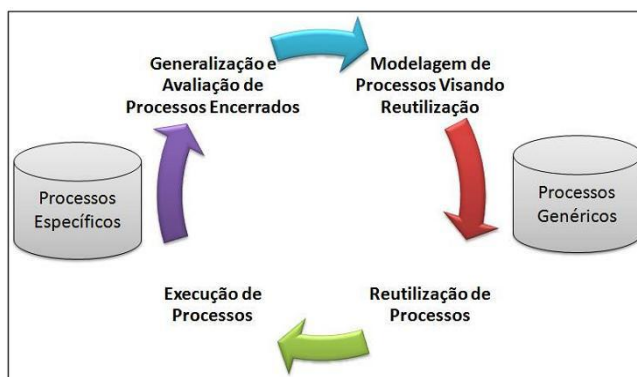 Generalização e
Avaliação de
Processos Encerrados
Modelagem de
Processos Visando
Reutilização
Processos
Específicos
Processos
Genéricos
Execução de
Processos
Reutilização de
Processos